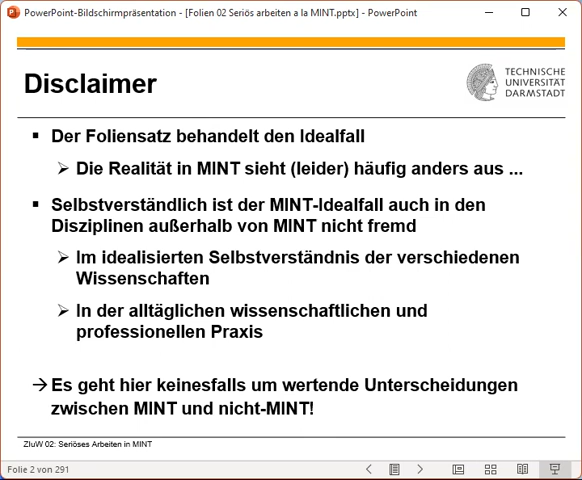 PowerPoint-Bildschirmpräsentation - [Folien 02 Seriös arbeiten a la MINT.pptx] - PowerPoint
Disclaimer
TECHNISCHE
UNIVERSITÄT
DARMSTADT
▪ Der Foliensatz behandelt den Idealfall
➢ Die Realität in MINT sieht (leider) häufig anders aus ...
▪ Selbstverständlich ist der MINT-Idealfall auch in den
Disziplinen außerhalb von MINT nicht fremd
➢ Im idealisierten Selbstverständnis der verschiedenen
Wissenschaften
➢ In der alltäglichen wissenschaftlichen und
professionellen Praxis
→ Es geht hier keinesfalls um wertende Unterscheidungen
zwischen MINT und nicht-MINT!
ZIuW 02: Seriöses Arbeiten in MINT
Folie 2 von 291